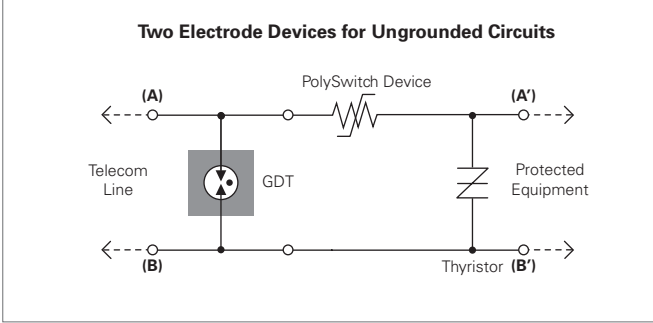 Two Electrode Devices for Ungrounded Circuits
PolySwitch Device
(A)
(A’)
Telecom
Line
GDT
Protected
Equipment
(B)
Thyristor (B’)